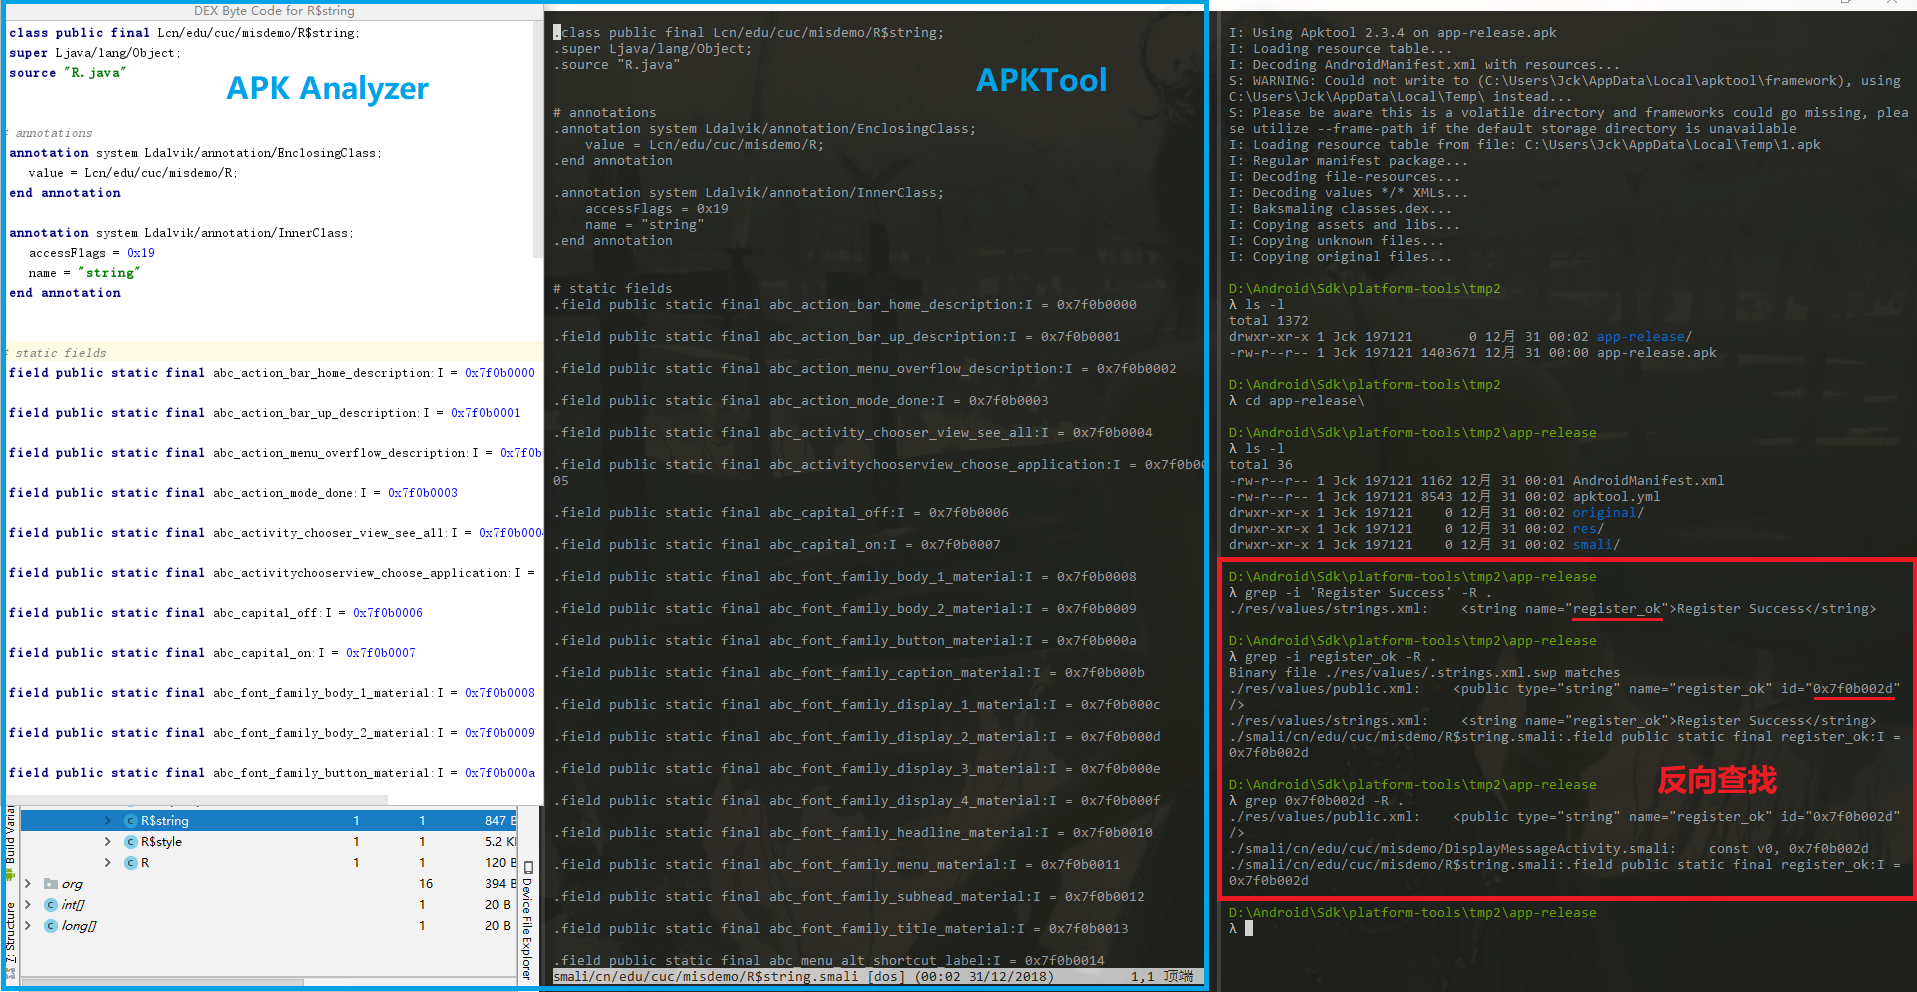 DEX Byte Code for R$string
class public final Lcn/edu/cuc/misdemo/R$string;
super Ljava/lang/Object;
source "R.java"
APK Analyzer
# annotations
annotation system Ldalvik/annotation/EnclosingClass;
value = Lcn/edu/cuc/misdemo/R;
end annotation
annotation system Ldalvik/annotation/InnerClass;
accessFlags = 0x19
name = "string"
end annotation
# static fields
field public static final abc_action_bar_home_description:I = 0x7f0b0000
field public static final abc_action_bar_up_description:I = 0x7f0b0001
field public static final abc_action_menu_overflow_description:I = 0x7f0b
field public static final abc_action_mode_done:I = 0x7f0b0003
field public static final abc_activity_chooser_view_see_all:I = 0x7f0b000
field public static final abc_activitychooserview_choose_application:I =
field public static final abc_capital_off:I = 0x7f0b0006
field public static final abc_capital_on:I = 0x7f0b0007
field public static final abc_font_family_body_1_material:I = 0x7f0b0008
field public static final abc_font_family_body_2_material:I = 0x7f0b0009
field public static final abc_font_family_button_material:I = 0x7f0b000a
R$string 1 1 847 B
R$style 1 1 5.2 K
R 1 1 120 B
org 16 394 B
int[] 1 20 B
long[] 1 20 B
Build Varian
7: Structure
Device File Explorer
.class public final Lcn/edu/cuc/misdemo/R$string;
.super Ljava/lang/Object;
.source "R.java"
APKTool
# annotations
.annotation system Ldalvik/annotation/EnclosingClass;
value = Lcn/edu/cuc/misdemo/R;
.end annotation
.annotation system Ldalvik/annotation/InnerClass;
accessFlags = 0x19
name = "string"
.end annotation
# static fields
.field public static final abc_action_bar_home_description:I = 0x7f0b0000
.field public static final abc_action_bar_up_description:I = 0x7f0b0001
.field public static final abc_action_menu_overflow_description:I = 0x7f0b0002
.field public static final abc_action_mode_done:I = 0x7f0b0003
.field public static final abc_activity_chooser_view_see_all:I = 0x7f0b0004
.field public static final abc_activitychooserview_choose_application:I = 0x7f0b00
05
.field public static final abc_capital_off:I = 0x7f0b0006
.field public static final abc_capital_on:I = 0x7f0b0007
.field public static final abc_font_family_body_1_material:I = 0x7f0b0008
.field public static final abc_font_family_body_2_material:I = 0x7f0b0009
.field public static final abc_font_family_button_material:I = 0x7f0b000a
.field public static final abc_font_family_caption_material:I = 0x7f0b000b
.field public static final abc_font_family_display_1_material:I = 0x7f0b000c
.field public static final abc_font_family_display_2_material:I = 0x7f0b000d
.field public static final abc_font_family_display_3_material:I = 0x7f0b000e
.field public static final abc_font_family_display_4_material:I = 0x7f0b000f
.field public static final abc_font_family_headline_material:I = 0x7f0b0010
.field public static final abc_font_family_menu_material:I = 0x7f0b0011
.field public static final abc_font_family_subhead_material:I = 0x7f0b0012
.field public static final abc_font_family_title_material:I = 0x7f0b0013
.field public static final abc_menu_alt_shortcut_label:I = 0x7f0b0014
smali/cn/edu/cuc/misdemo/R$string.smali [dos] (00:02 31/12/2018) 1,1 顶端
I: Using Apktool 2.3.4 on app-release.apk
I: Loading resource table...
I: Decoding AndroidManifest.xml with resources...
S: WARNING: Could not write to (C:\Users\Jck\AppData\Local\apktool\framework), using
C:\Users\Jck\AppData\Local\Temp\ instead...
S: Please be aware this is a volatile directory and frameworks could go missing, plea
se utilize --frame-path if the default storage directory is unavailable
I: Loading resource table from file: C:\Users\Jck\AppData\Local\Temp\1.apk
I: Regular manifest package...
I: Decoding file-resources...
I: Decoding values */* XMLs...
I: Baksmaling classes.dex...
I: Copying assets and libs...
I: Copying unknown files...
I: Copying original files...
D:\Android\Sdk\platform-tools\tmp2
λ ls -l
total 1372
drwxr-xr-x 1 Jck 197121 0 12月 31 00:02 app-release/
-rw-r--r-- 1 Jck 197121 1403671 12月 31 00:00 app-release.apk
D:\Android\Sdk\platform-tools\tmp2
λ cd app-release\
D:\Android\Sdk\platform-tools\tmp2\app-release
λ ls -l
total 36
-rw-r--r-- 1 Jck 197121 1162 12月 31 00:01 AndroidManifest.xml
-rw-r--r-- 1 Jck 197121 8543 12月 31 00:02 apktool.yml
drwxr-xr-x 1 Jck 197121 0 12月 31 00:02 original/
drwxr-xr-x 1 Jck 197121 0 12月 31 00:02 res/
drwxr-xr-x 1 Jck 197121 0 12月 31 00:02 smali/
D:\Android\Sdk\platform-tools\tmp2\app-release
λ grep -i 'Register Success' -R .
./res/values/strings.xml: <string name="register_ok">Register Success</string>
D:\Android\Sdk\platform-tools\tmp2\app-release
λ grep -i register_ok -R .
Binary file ./res/values/.strings.xml.swp matches
./res/values/public.xml: <public type="string" name="register_ok" id="0x7f0b002d"
/>
./res/values/strings.xml: <string name="register_ok">Register Success</string>
./smali/cn/edu/cuc/misdemo/R$string.smali:.field public static final register_ok:I =
0x7f0b002d
反向查找
D:\Android\Sdk\platform-tools\tmp2\app-release
λ grep 0x7f0b002d -R .
./res/values/public.xml: <public type="string" name="register_ok" id="0x7f0b002d"
/>
./smali/cn/edu/cuc/misdemo/DisplayMessageActivity.smali: const v0, 0x7f0b002d
./smali/cn/edu/cuc/misdemo/R$string.smali:.field public static final register_ok:I =
0x7f0b002d
D:\Android\Sdk\platform-tools\tmp2\app-release
λ